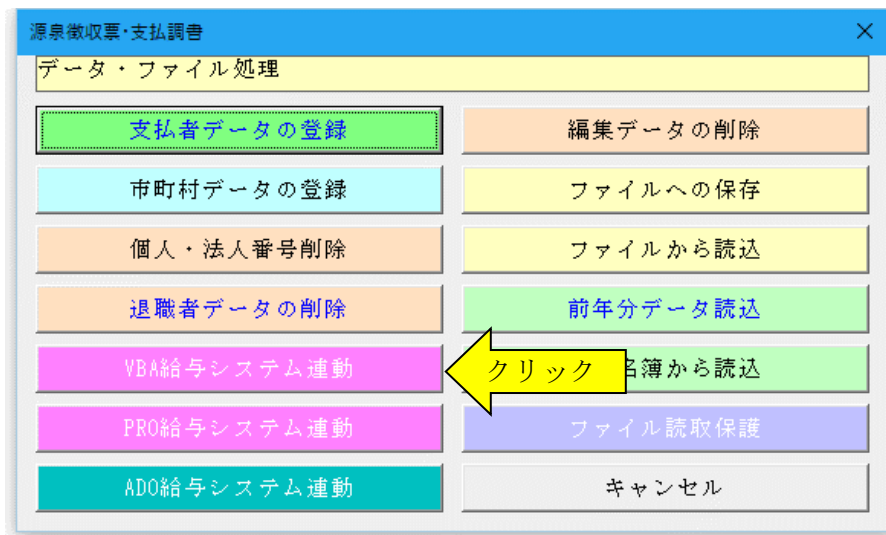 源泉徴収票・支払調書
データ・ファイル処理
支払者データの登録
編集データの削除
市町村データの登録
ファイルへの保存
個人・法人番号削除
ファイルから読込
退職者データの削除
前年分データ読込
VBA給与システム連動
クリック
名簿から読込
PRO給与システム連動
ファイル読取保護
ADO給与システム連動
キャンセル